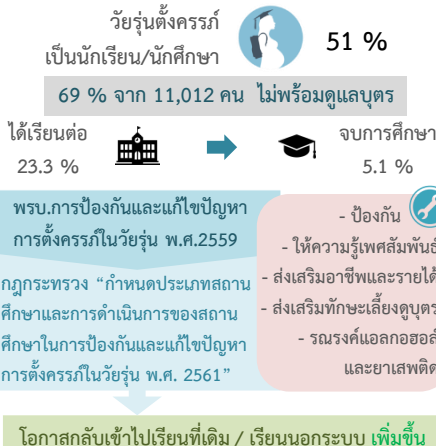 วัยรุ่นตั้งครรภ์
เป็นนักเรียน/นักศึกษา
51 %
69 % จาก 11,012 คน ไม่พร้อมดูแลบุตร
ได้เรียนต่อ
23.3 %
จบการศึกษา
5.1 %
พรบ.การป้องกันและแก้ไขปัญหา
การตั้งครรภ์ในวัยรุ่น พ.ศ.2559
กฎกระทรวง “กำหนดประเภทสถาน
ศึกษาและการดำเนินการของสถาน
ศึกษาในการป้องกันและแก้ไขปัญหา
การตั้งครรภ์ในวัยรุ่น พ.ศ. 2561”
- ป้องกัน
- ให้ความรู้เพศสัมพันธ์
- ส่งเสริมอาชีพและรายได้
- ส่งเสริมทักษะเลี้ยงดูบุตร
- รณรงค์แอลกอฮอล์
และยาเสพติด
โอกาสกลับเข้าไปเรียนที่เดิม / เรียนนอกระบบ เพิ่มขึ้น